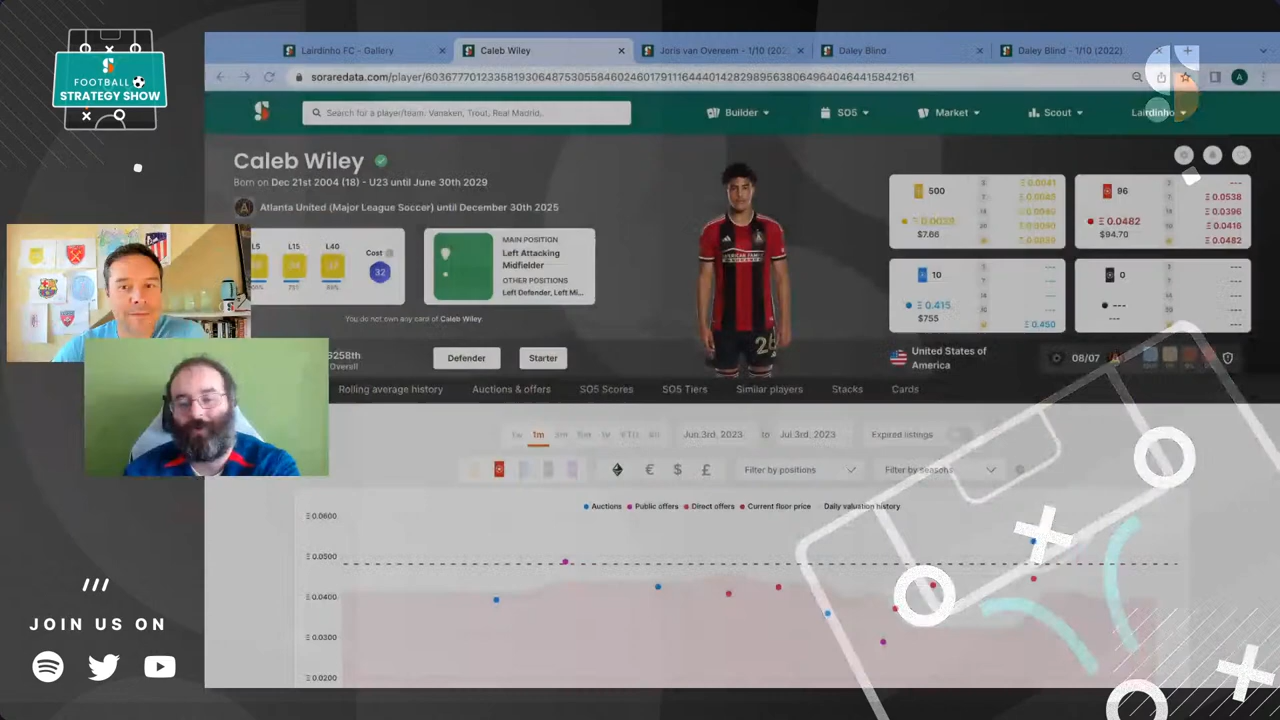 FOOTBALL
STRATEGY SHOW
Lairdinho FC - Gallery
Caleb Wiley
Joris van Overeem - 1/10 (202
Daley Blind
Daley Blind - 1/10 (2022)
Search for a player/team: Vanaken, Trout, Real Madrid..
Builder
SO5
Market
Scout
Lairdinho
Caleb Wiley
Born on Dec 21st 2004 (18) - U23 until June 30th 2029
Atlanta United (Major League Soccer) until December 30th 2025
L5
L15
L40
Cost
32
MAIN POSITION
Left Attacking
Midfielder
OTHER POSITIONS
Left Defender, Left Mi...
You do not own any card of Caleb Wiley
500
$7.66
96
Ξ 0.0538
Ξ 0.0396
Ξ 0.0416
Ξ 0.0482
Ξ 0.0482
$94.70
10
Ξ 0.415
$755
Ξ 0.450
0
---
Overall
Defender
Starter
United States of
America
08/07
Rolling average history
Auctions & offers
SO5 Scores
SO5 Tiers
Similar players
Stacks
Cards
1m
Jun.3rd, 2023
to
Jul.3rd, 2023
Expired listings
€
$
£
Filter by positions
Filter by seasons
Auctions
Public offers
Direct offers
Current floor price
Daily valuation history
Ξ 0.0600
Ξ 0.0500
Ξ 0.0400
Ξ 0.0300
Ξ 0.0200
JOIN US ON